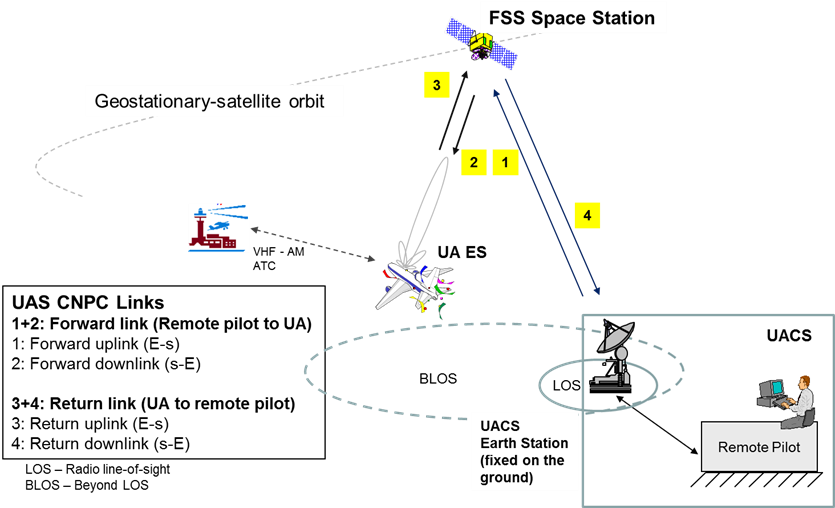 FSS Space Station
3
Geostationary-satellite orbit
2
1
4
VHF - AM
ATC
UA ES
UAS CNPC Links
1+2: Forward link (Remote pilot to UA)
1: Forward uplink (E-s)
2: Forward downlink (s-E)
3+4: Return link (UA to remote pilot)
3: Return uplink (E-s)
4: Return downlink (s-E)
LOS – Radio line-of-sight
BLOS – Beyond LOS
BLOS
LOS
UACS
UACS
Earth Station
(fixed on the
ground)
Remote Pilot